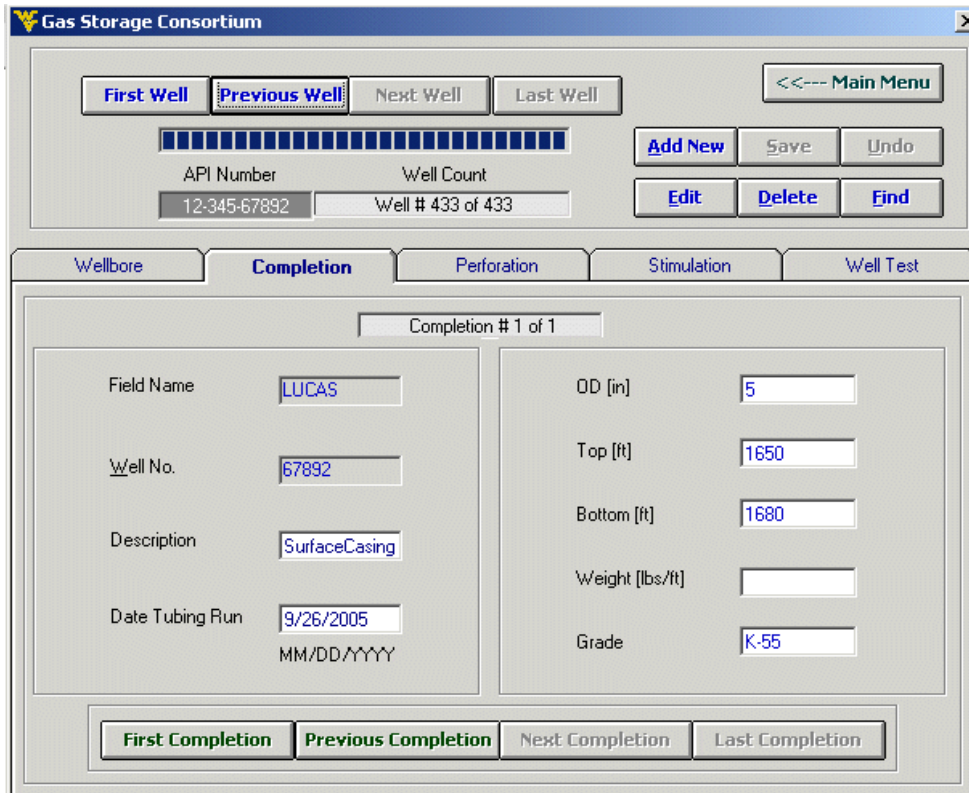 Gas Storage Consortium
First Well Previous Well Next Well Last Well
<<--- Main Menu
API Number Well Count
12-345-67892 Well # 433 of 433
Add New Save Undo
Edit Delete Find
Wellbore Completion Perforation Stimulation Well Test
Completion # 1 of 1
Field Name LUCAS
Well No. 67892
Description SurfaceCasing
Date Tubing Run 9/26/2005
MM/DD/YYYY
OD [in] 5
Top [ft] 1650
Bottom [ft] 1680
Weight [lbs/ft]
Grade K-55
First Completion Previous Completion Next Completion Last Completion